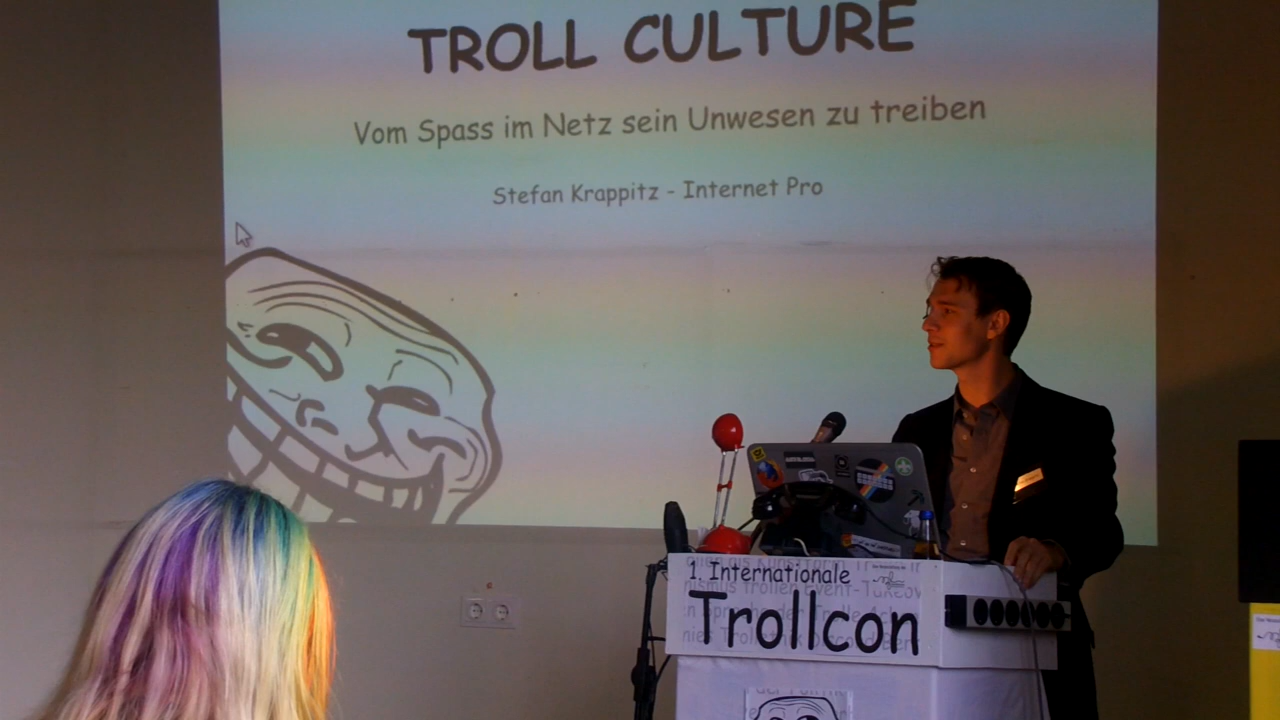 TROLL CULTURE
Vom Spass im Netz sein Unwesen zu treiben
Stefan Krappitz - Internet Pro
1. Internationale
Trollcon